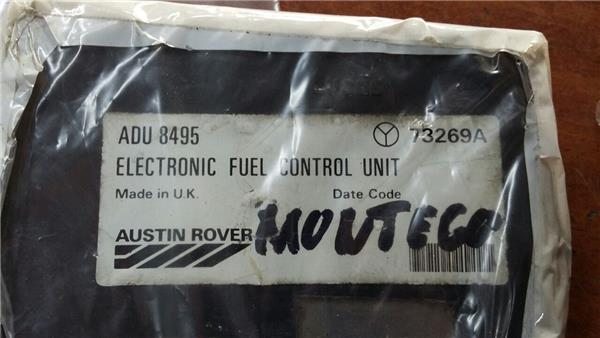 ADU 8495 73269A
ELECTRONIC FUEL CONTROL UNIT
Made in U.K. Date Code
AUSTIN ROVER MONTEGO